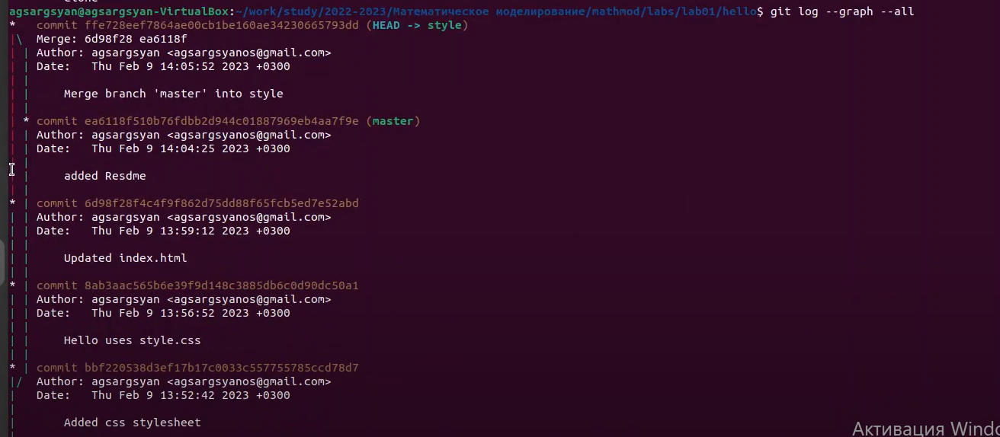 agsargsyan@agsargsyan-VirtualBox:~/work/study/2022-2023/Математическое моделирование/mathmod/labs/lab01/hello$ git log --graph --all
*   commit ffe728eef7864ae00cb1be160ae34230665793dd (HEAD -> style)
|\  Merge: 6d98f28 ea6118f
| | Author: agsargsyan <agsargsyanos@gmail.com>
| | Date:   Thu Feb 9 14:05:52 2023 +0300
| |
| |     Merge branch 'master' into style
| |
| * commit ea6118f510b76fdbb2d944c01887969eb4aa7f9e (master)
| | Author: agsargsyan <agsargsyanos@gmail.com>
| | Date:   Thu Feb 9 14:04:25 2023 +0300
| |
| |     added Resdme
| |
* | commit 6d98f28f4c4f9f862d75dd88f65fcb5ed7e52abd
| | Author: agsargsyan <agsargsyanos@gmail.com>
| | Date:   Thu Feb 9 13:59:12 2023 +0300
| |
| |     Updated index.html
| |
* | commit 8ab3aac565b6e39f9d148c3885db6c0d90dc50a1
| | Author: agsargsyan <agsargsyanos@gmail.com>
| | Date:   Thu Feb 9 13:56:52 2023 +0300
| |
| |     Hello uses style.css
| |
* | commit bbf220538d3ef17b17c0033c557755785ccd78d7
|/  Author: agsargsyan <agsargsyanos@gmail.com>
|   Date:   Thu Feb 9 13:52:42 2023 +0300
|
|       Added css stylesheet
Активация Windo